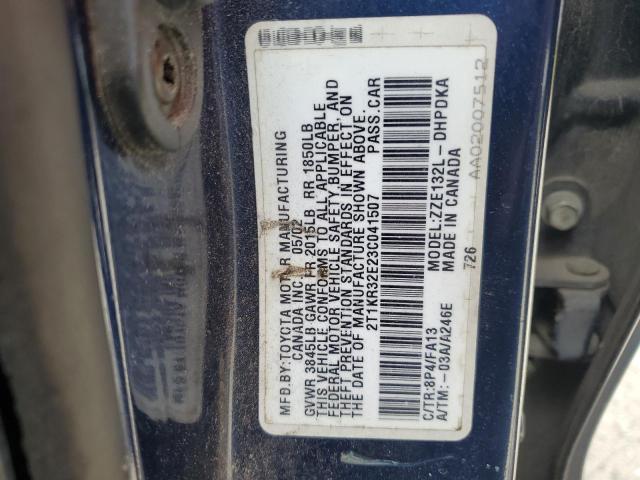 MFD.BY:TOYOTA MOTOR MANUFACTURING
CANADA INC. 05/02
GVWR 3845LB GAWR FR 2015LB RR 1850LB
THIS VEHICLE CONFORMS TO ALL APPLICABLE
FEDERAL MOTOR VEHICLE SAFETY, BUMPER, AND
THEFT PREVENTION STANDARDS IN EFFECT ON
THE DATE OF MANUFACTURE SHOWN ABOVE.
2T1KR32E23C041507 PASS.CAR
C/TR:8P4/FA13 MODEL:ZZE132L-DHPDKA
A/TM:-03A/A246E MADE IN CANADA
726
AA02007512